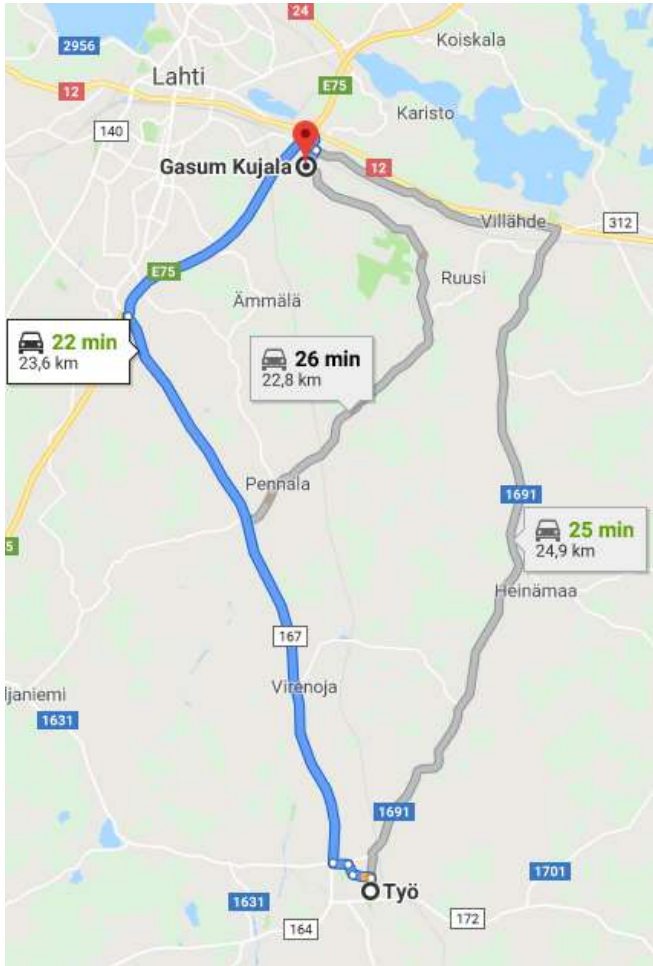 24
2956
Koiskala
Lahti
E75
12
Karisto
140
Gasum Kujala
12
Villähde
312
E75
Ruusi
Ämmälä
22 min
23,6 km
26 min
22,8 km
Pennala
1691
25 min
24,9 km
5
Heinämaa
167
Virenoja
ljaniemi
1631
1691
1701
Työ
1631
172
164